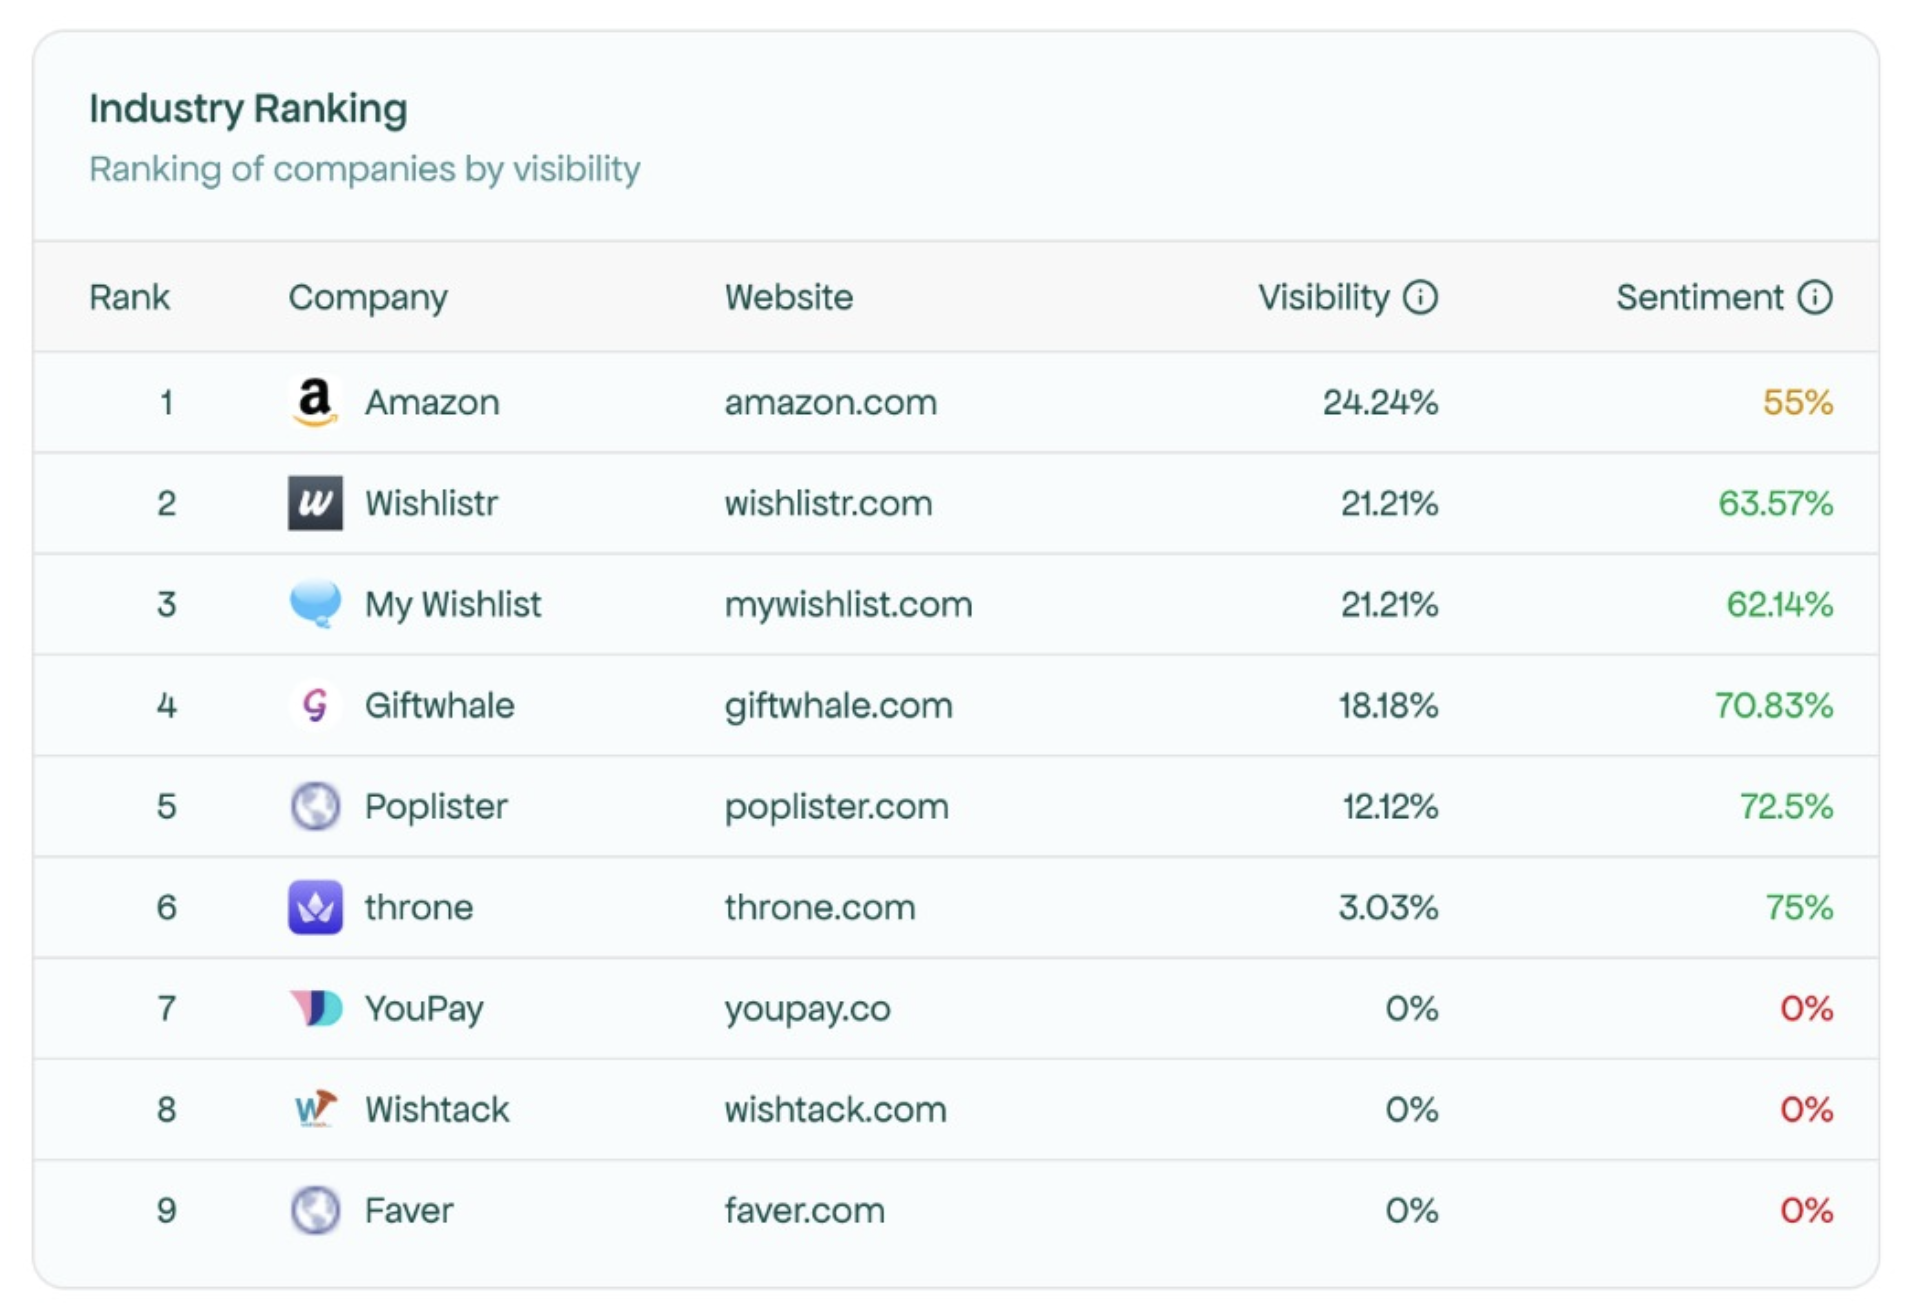 Industry Ranking
Ranking of companies by visibility
Rank Company Website Visibility Sentiment
1 Amazon amazon.com 24.24% 55%
2 Wishlistr wishlistr.com 21.21% 63.57%
3 My Wishlist mywishlist.com 21.21% 62.14%
4 Giftwhale giftwhale.com 18.18% 70.83%
5 Poplister poplister.com 12.12% 72.5%
6 throne throne.com 3.03% 75%
7 YouPay youpay.co 0% 0%
8 Wishtack wishtack.com 0% 0%
9 Faver faver.com 0% 0%